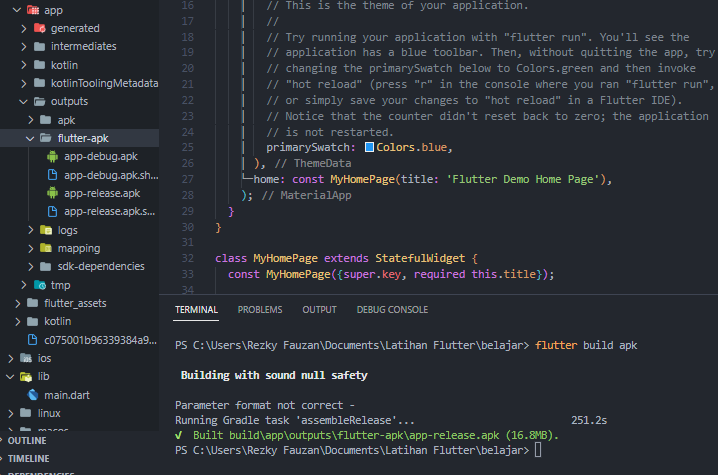 app
generated
intermediates
kotlin
kotlinToolingMetadata
outputs
apk
flutter-apk
app-debug.apk
app-debug.apk.sh...
app-release.apk
app-release.apk.s...
logs
mapping
sdk-dependencies
tmp
flutter_assets
kotlin
c075001b96339384a9...
ios
lib
main.dart
linux
macos
OUTLINE
TIMELINE
DEPENDENCIES
16 // This is the theme of your application.
17 //
18 // Try running your application with "flutter run". You'll see the
19 // application has a blue toolbar. Then, without quitting the app, try
20 // changing the primarySwatch below to Colors.green and then invoke
21 // "hot reload" (press "r" in the console where you ran "flutter run",
22 // or simply save your changes to "hot reload" in a Flutter IDE).
23 // Notice that the counter didn't reset back to zero; the application
24 // is not restarted.
25 primarySwatch: Colors.blue,
26 ), // ThemeData
27 home: const MyHomePage(title: 'Flutter Demo Home Page'),
28 ); // MaterialApp
29 }
30 }
31
32 class MyHomePage extends StatefulWidget {
33 const MyHomePage({super.key, required this.title});
34
TERMINAL PROBLEMS OUTPUT DEBUG CONSOLE
PS C:\Users\Rezky Fauzan\Documents\Latihan Flutter\belajar> flutter build apk
Building with sound null safety
Parameter format not correct -
Running Gradle task 'assembleRelease'... 251.2s
√ Built build\app\outputs\flutter-apk\app-release.apk (16.8MB).
PS C:\Users\Rezky Fauzan\Documents\Latihan Flutter\belajar>